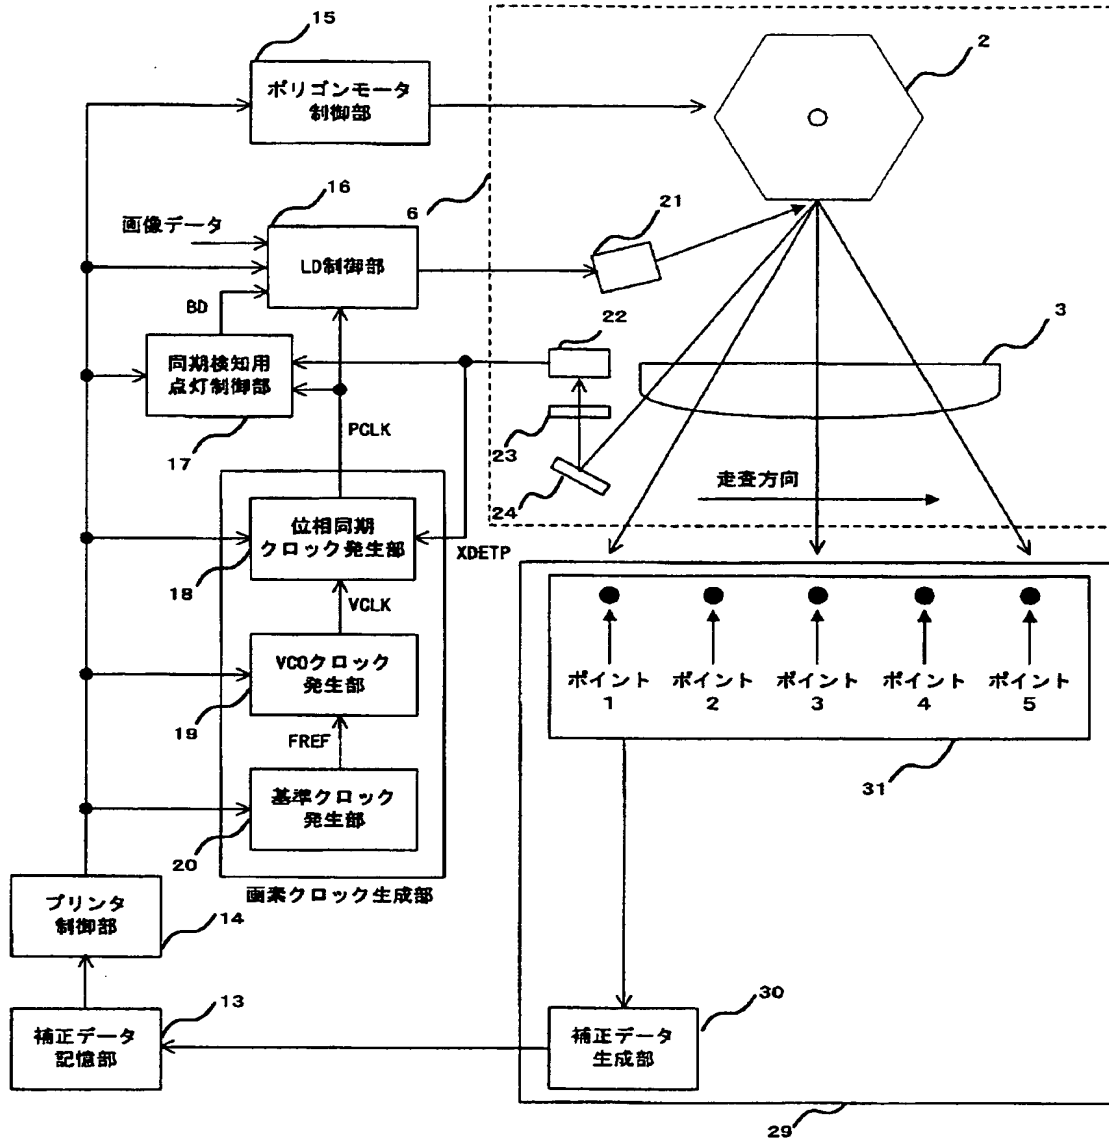 15
ポリゴンモータ
制御部
2
16
6
21
画像データ
LD制御部
BD
22
3
同期検知用
点灯制御部
17
PCLK
23
24
走査方向
位相同期
クロック発生部
18
XDETP
VCLK
VCOクロック
発生部
19
FREF
基準クロック
発生部
20
画素クロック生成部
ポイント
1
ポイント
2
ポイント
3
ポイント
4
ポイント
5
31
プリンタ
制御部
14
13
補正データ
記憶部
30
補正データ
生成部
29